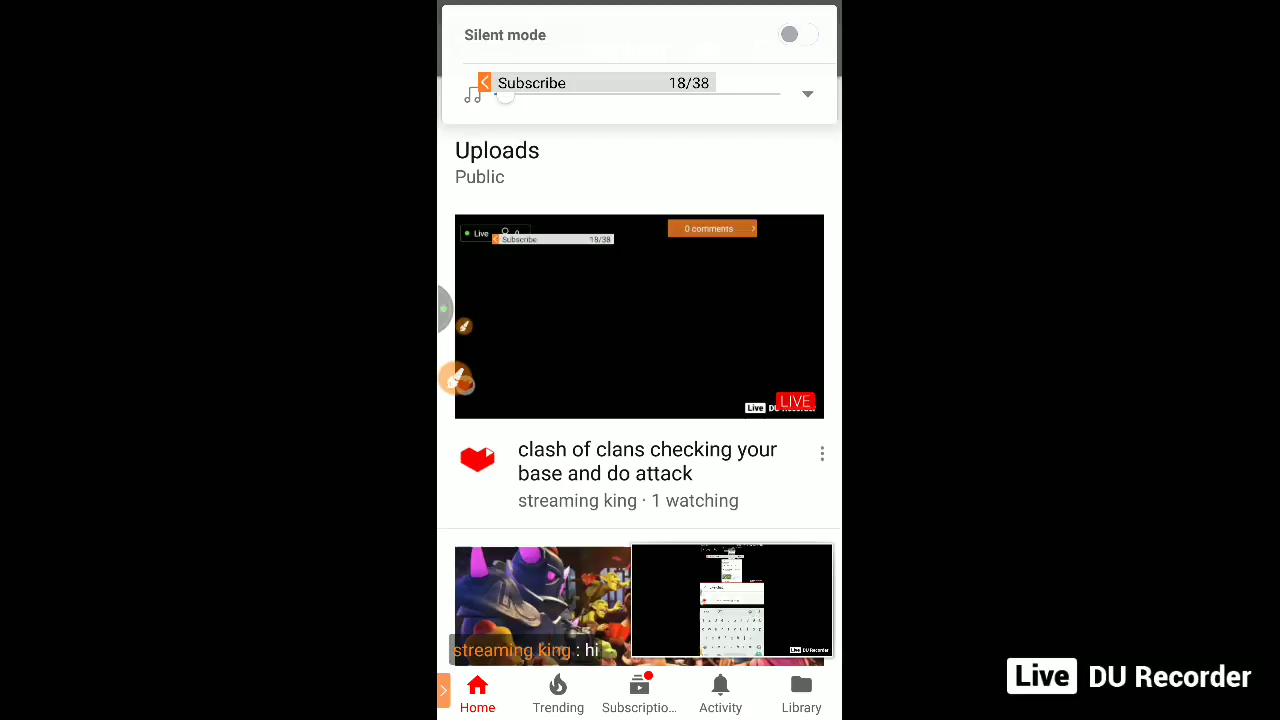 Silent mode
Subscribe 18/38
Uploads
Public
Live
0 comments
Subscribe 18/38
Live
LIVE
clash of clans checking your
base and do attack
streaming king · 1 watching
streaming king : hi
Live DU Recorder
Home
Trending
Subscriptio...
Activity
Library
Live DU Recorder